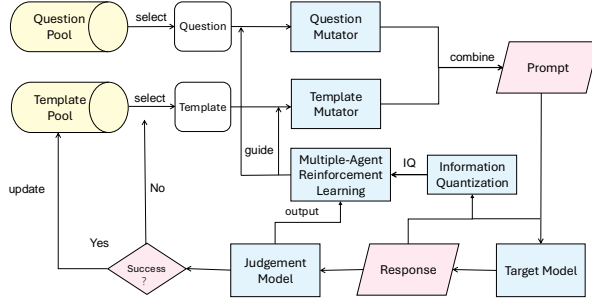 Question
Pool
select
Question
Question
Mutator
combine
Prompt
Template
Pool
select
Template
Template
Mutator
guide
Multiple-Agent
Reinforcement
Learning
IQ
Information
Quantization
update
No
output
Yes
Success
?
Judgement
Model
Response
Target Model